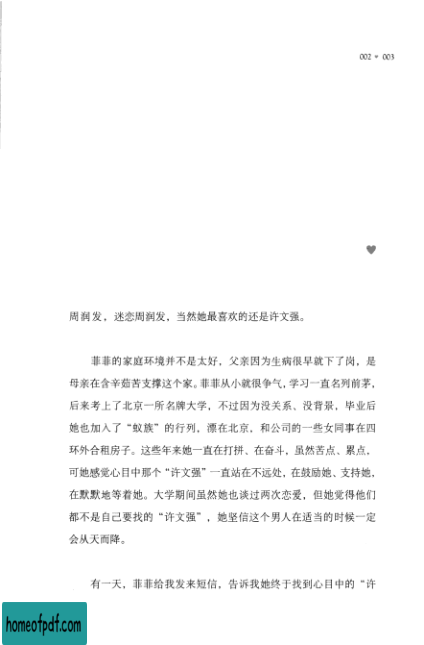 002 ♥ 003
周润发，迷恋周润发，当然她最喜欢的还是许文强。
菲菲的家庭环境并不是太好，父亲因为生病很早就下了岗，是
母亲在含辛茹苦支撑这个家。菲菲从小就很争气，学习一直名列前茅，
后来考上了北京一所名牌大学，不过因为没关系、没背景，毕业后
她也加入了“蚁族”的行列，漂在北京，和公司的一些女同事在四
环外合租房子。这些年来她一直在打拼、在奋斗，虽然苦点、累点，
可她感觉心目中那个“许文强”一直站在不远处，在鼓励她、支持她，
在默默地等着她。大学期间虽然她也谈过两次恋爱，但她觉得他们
都不是自己要找的“许文强”，她坚信这个男人在适当的时候一定
会从天而降。
有一天，菲菲给我发来短信，告诉我她终于找到心目中的“许
homeofpdf.com